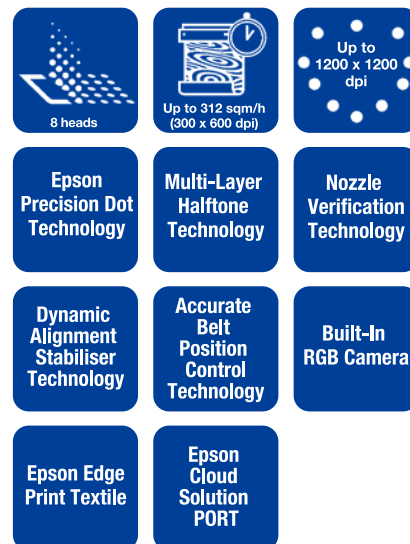 8 heads
Up to 312 sqm/h
(300 x 600 dpi)
Up to
1200 x 1200
dpi
Epson
Precision Dot
Technology
Multi-Layer
Halftone
Technology
Nozzle
Verification
Technology
Dynamic
Alignment
Stabiliser
Technology
Accurate
Belt
Position
Control
Technology
Built-In
RGB Camera
Epson Edge
Print Textile
Epson
Cloud
Solution
PORT